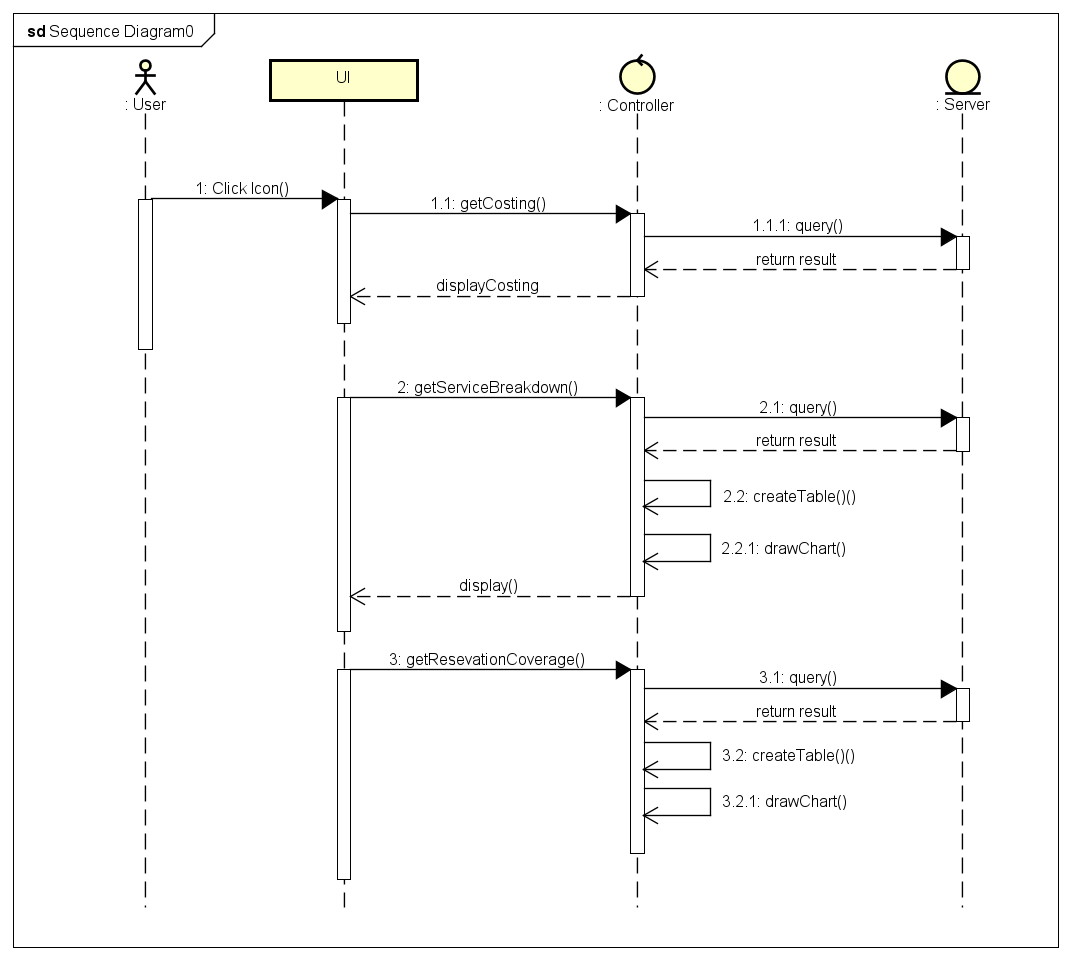 sd Sequence Diagram0
: User
UI
: Controller
: Server
1: Click Icon()
1.1: getCosting()
1.1.1: query()
return result
displayCosting
2: getServiceBreakdown()
2.1: query()
return result
2.2: createTable()()
2.2.1: drawChart()
display()
3: getResevationCoverage()
3.1: query()
return result
3.2: createTable()()
3.2.1: drawChart()